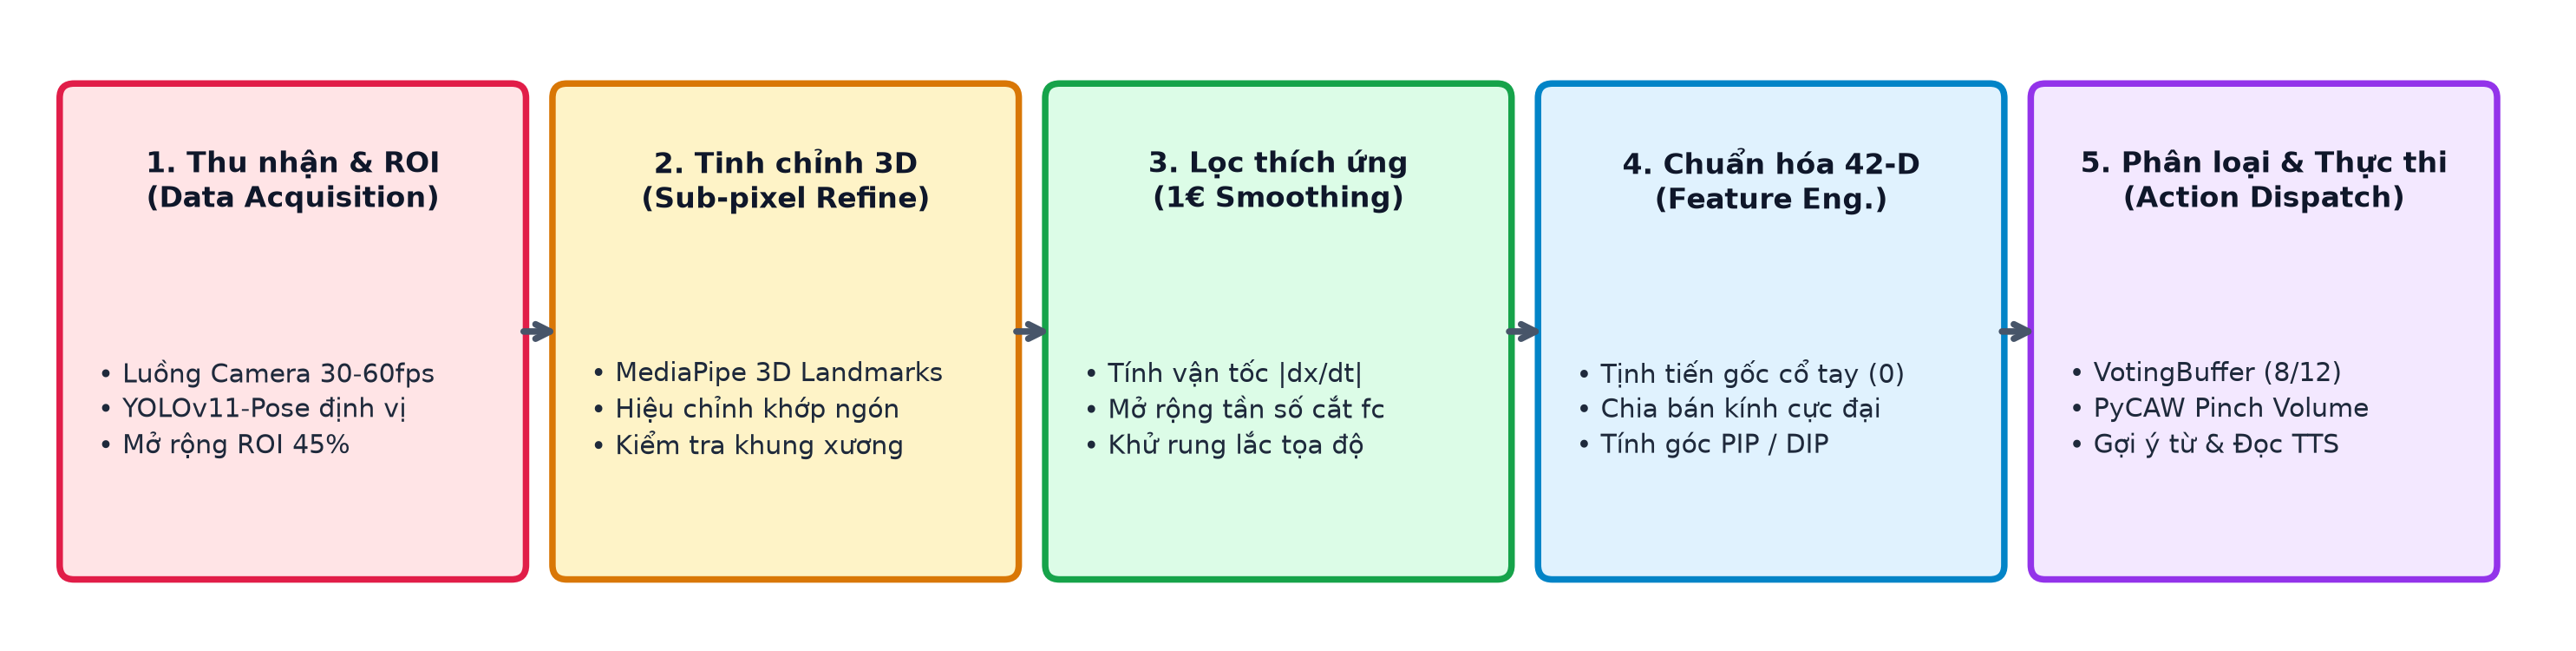 1. Thu nhận & ROI
(Data Acquisition)
• Luồng Camera 30-60fps
• YOLOv11-Pose định vị
• Mở rộng ROI 45%
2. Tinh chỉnh 3D
(Sub-pixel Refine)
• MediaPipe 3D Landmarks
• Hiệu chỉnh khớp ngón
• Kiểm tra khung xương
3. Lọc thích ứng
(1€ Smoothing)
• Tính vận tốc |dx/dt|
• Mở rộng tần số cắt fc
• Khử rung lắc tọa độ
4. Chuẩn hóa 42-D
(Feature Eng.)
• Tịnh tiến gốc cổ tay (0)
• Chia bán kính cực đại
• Tính góc PIP / DIP
5. Phân loại & Thực thi
(Action Dispatch)
• VotingBuffer (8/12)
• PyCAW Pinch Volume
• Gợi ý từ & Đọc TTS